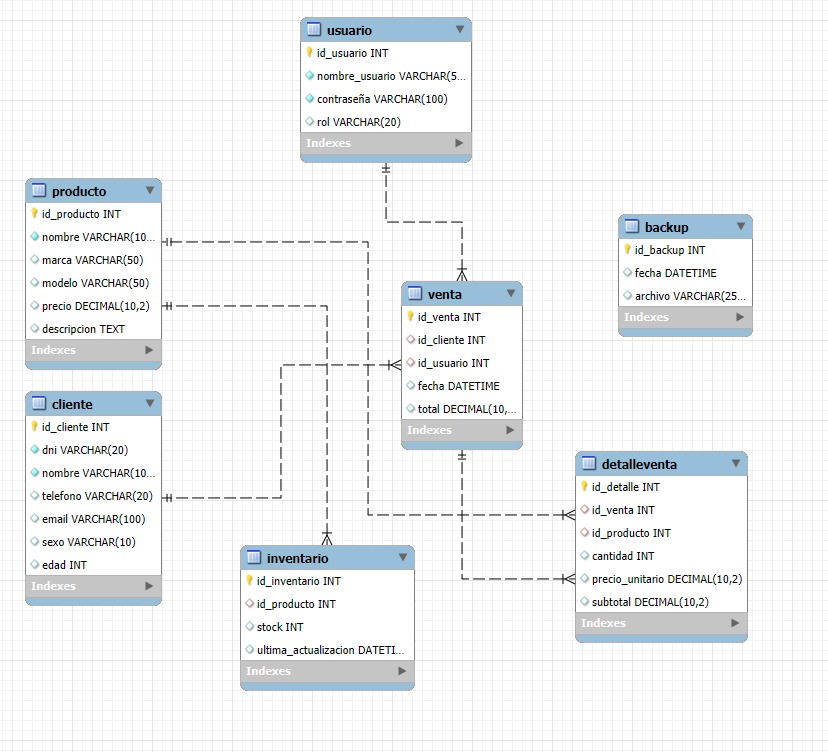 usuario
id_usuario INT
nombre_usuario VARCHAR(5...
contraseña VARCHAR(100)
rol VARCHAR(20)
Indexes
producto
id_producto INT
nombre VARCHAR(10...
marca VARCHAR(50)
modelo VARCHAR(50)
precio DECIMAL(10,2)
descripcion TEXT
Indexes
backup
id_backup INT
fecha DATETIME
archivo VARCHAR(25...
Indexes
venta
id_venta INT
id_cliente INT
id_usuario INT
fecha DATETIME
total DECIMAL(10,...
Indexes
cliente
id_cliente INT
dni VARCHAR(20)
nombre VARCHAR(10...
telefono VARCHAR(20)
email VARCHAR(100)
sexo VARCHAR(10)
edad INT
Indexes
detalleventa
id_detalle INT
id_venta INT
id_producto INT
cantidad INT
precio_unitario DECIMAL(10,2)
subtotal DECIMAL(10,2)
Indexes
inventario
id_inventario INT
id_producto INT
stock INT
ultima_actualizacion DATETI...
Indexes